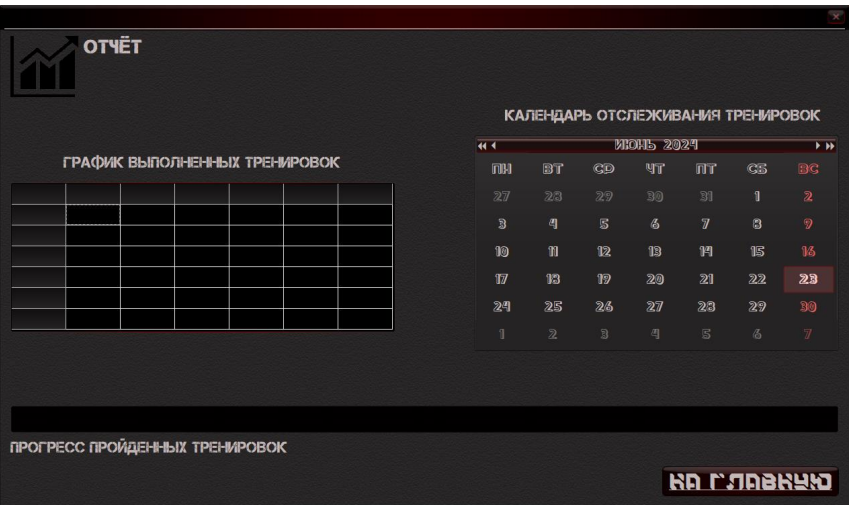 ОТЧЁТ
КАЛЕНДАРЬ ОТСЛЕЖИВАНИЯ ТРЕНИРОВОК
ИЮНЬ 2024
ГРАФИК ВЫПОЛНЕННЫХ ТРЕНИРОВОК
ПН ВТ СР ЧТ ПТ СБ ВС
27 28 29 30 31 1 2
3 4 5 6 7 8 9
10 11 12 13 14 15 16
17 18 19 20 21 22 23
24 25 26 27 28 29 30
1 2 3 4 5 6 7
ПРОГРЕСС ПРОЙДЕННЫХ ТРЕНИРОВОК
НА ГЛАВНУЮ